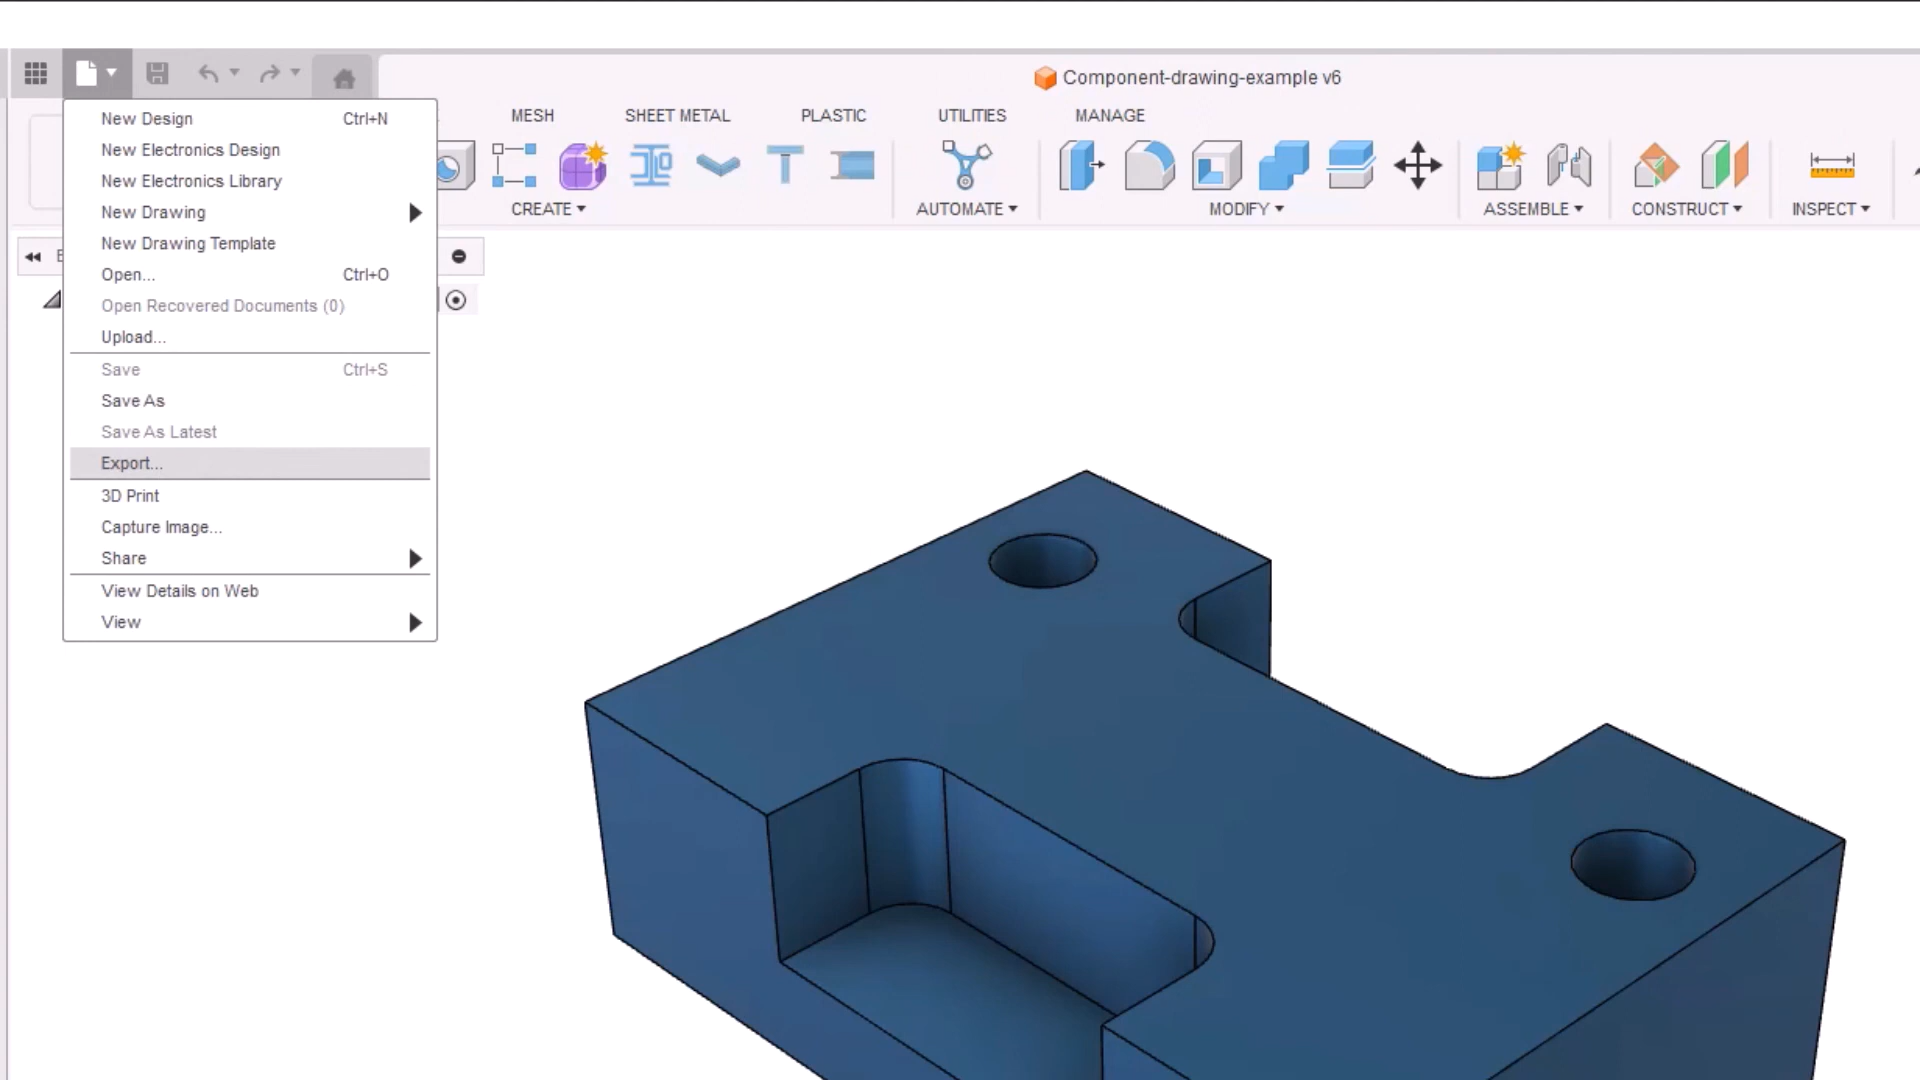 Component-drawing-example v6
MESH SHEET METAL PLASTIC UTILITIES MANAGE
CREATE AUTOMATE MODIFY ASSEMBLE CONSTRUCT INSPECT
New Design Ctrl+N
New Electronics Design
New Electronics Library
New Drawing
New Drawing Template
Open... Ctrl+O
Open Recovered Documents (0)
Upload...
Save Ctrl+S
Save As
Save As Latest
Export...
3D Print
Capture Image...
Share
View Details on Web
View